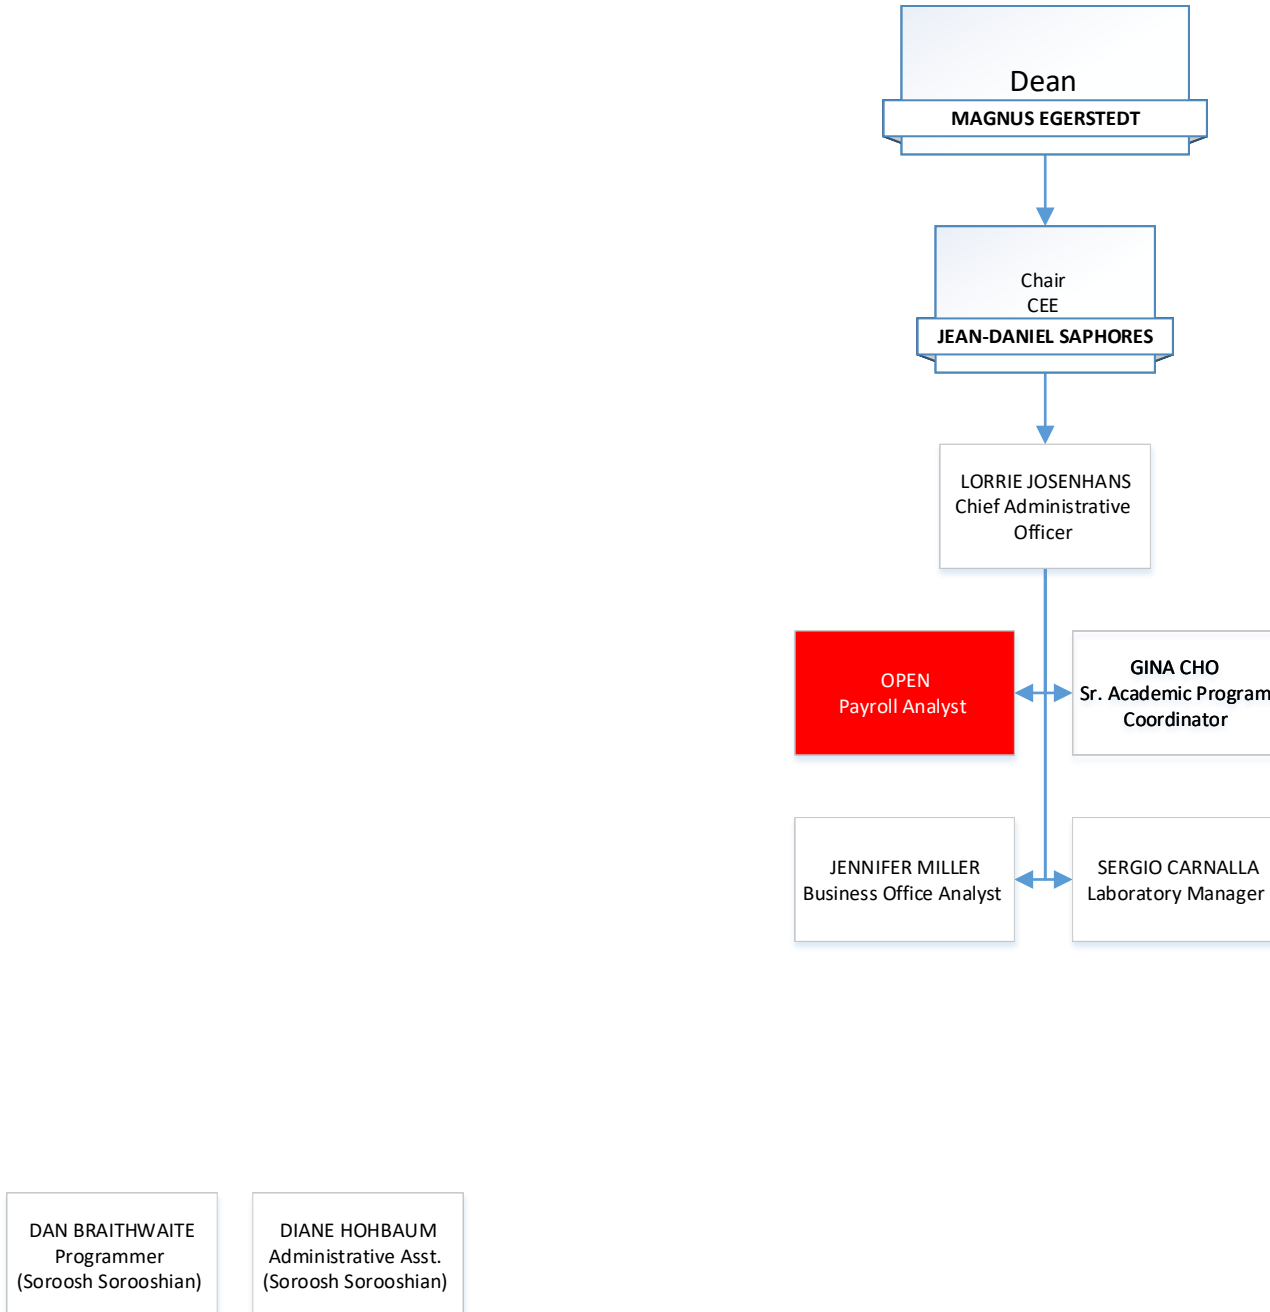 Dean
MAGNUS EGERSTEDT
Chair
CEE
JEAN-DANIEL SAPHORES
LORRIE JOSENHANS
Chief Administrative
Officer
OPEN
Payroll Analyst
GINA CHO
Sr. Academic Program
Coordinator
JENNIFER MILLER
Business Office Analyst
SERGIO CARNALLA
Laboratory Manager
DAN BRAITHWAITE
Programmer
(Soroosh Sorooshian)
DIANE HOHBAUM
Administrative Asst.
(Soroosh Sorooshian)